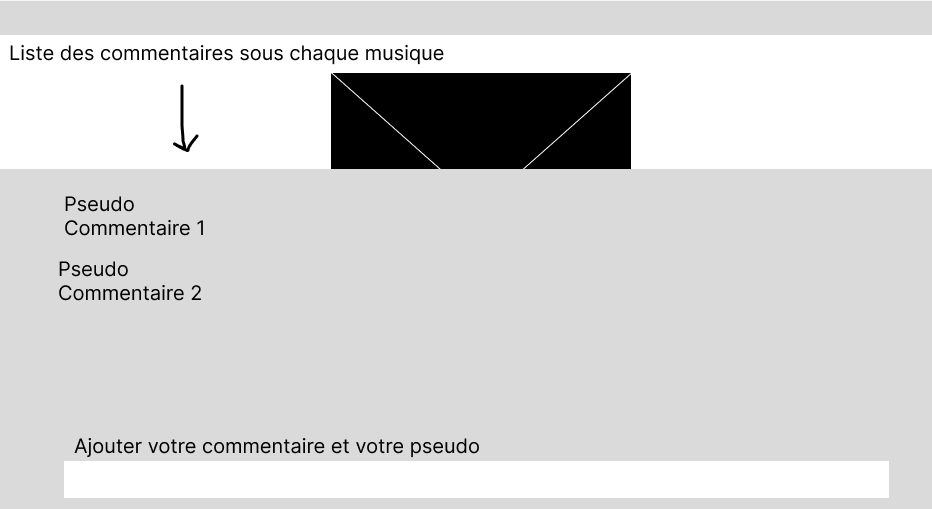 Liste des commentaires sous chaque musique
Pseudo
Commentaire 1
Pseudo
Commentaire 2
Ajouter votre commentaire et votre pseudo